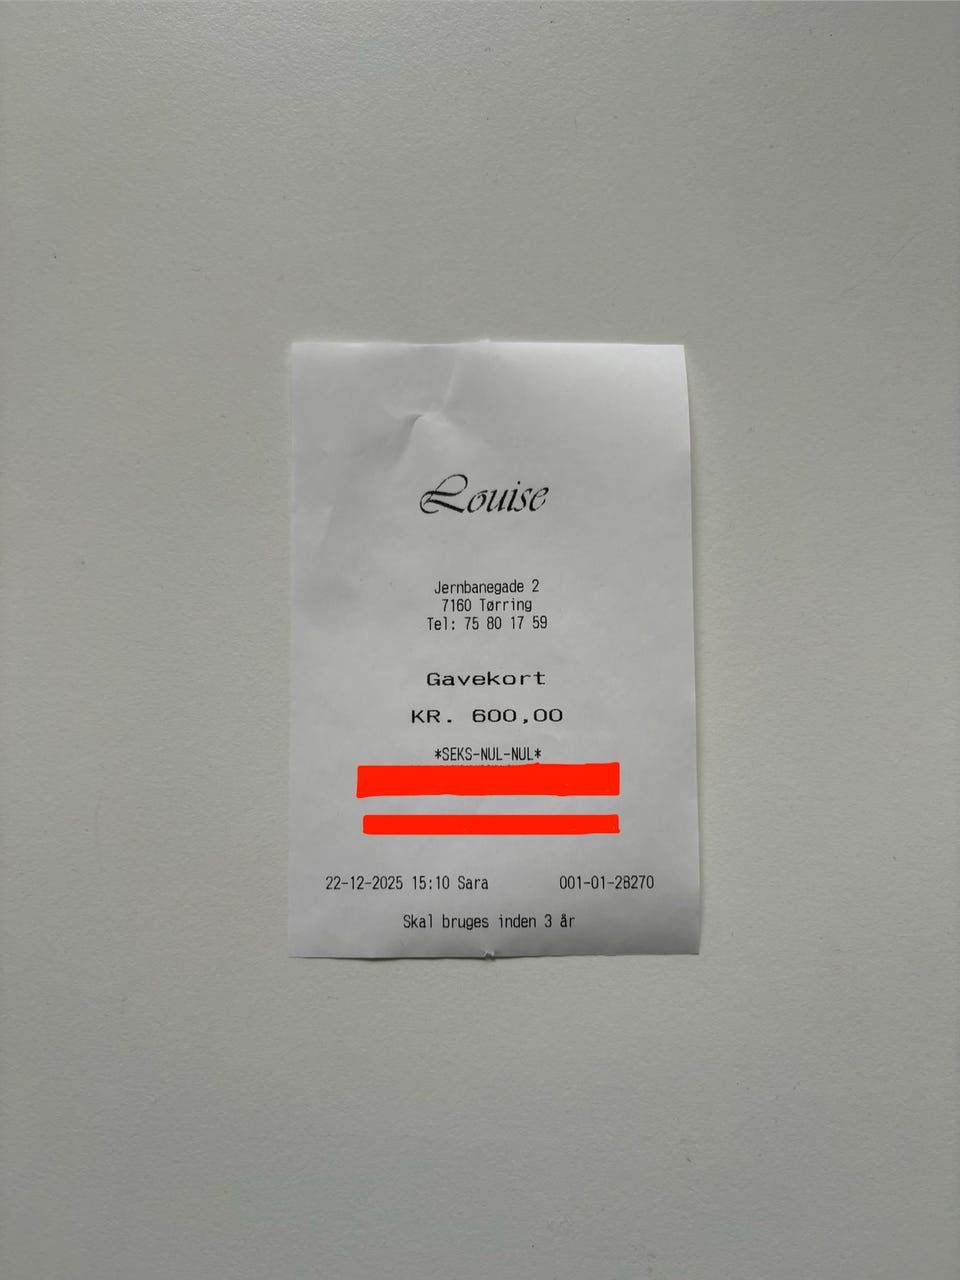 Louise
Jernbanegade 2
7160 Tørring
Tel: 75 80 17 59
Gavekort
KR. 600,00
*SEKS-NUL-NUL*
22-12-2025 15:10 Sara 001-01-28270
Skal bruges inden 3 år